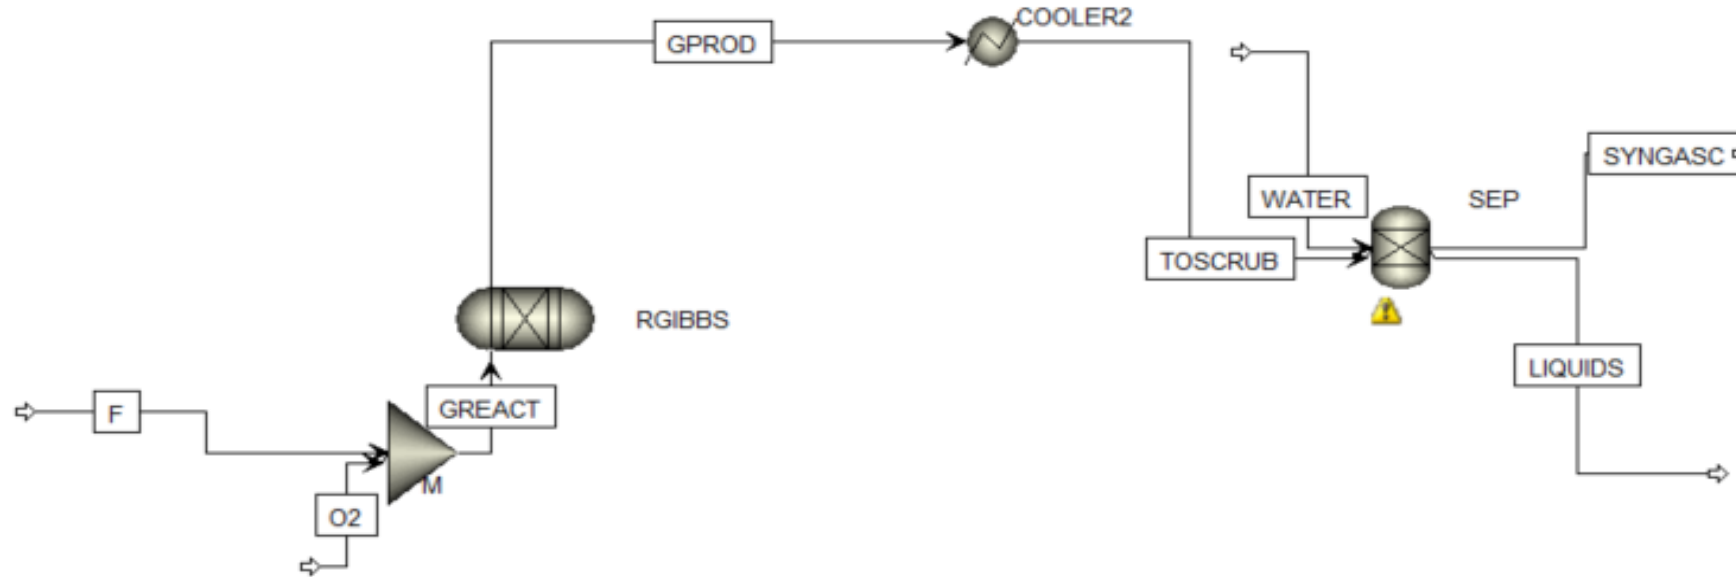 COOLER2
GPROD
SYNGASC
WATER
SEP
TOSCRUB
RGIBBS
LIQUIDS
GREACT
F
M
O2